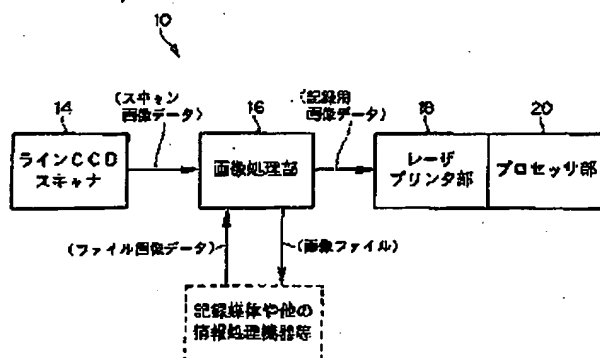 10
14
(スキャン
画像データ)
16
(記録用
画像データ)
18
20
ラインCCD
スキャナ
画像処理部
レーザ
プリンタ部
プロセッサ部
(ファイル画像データ)
(画像ファイル)
記録媒体や他の
情報処理機器等